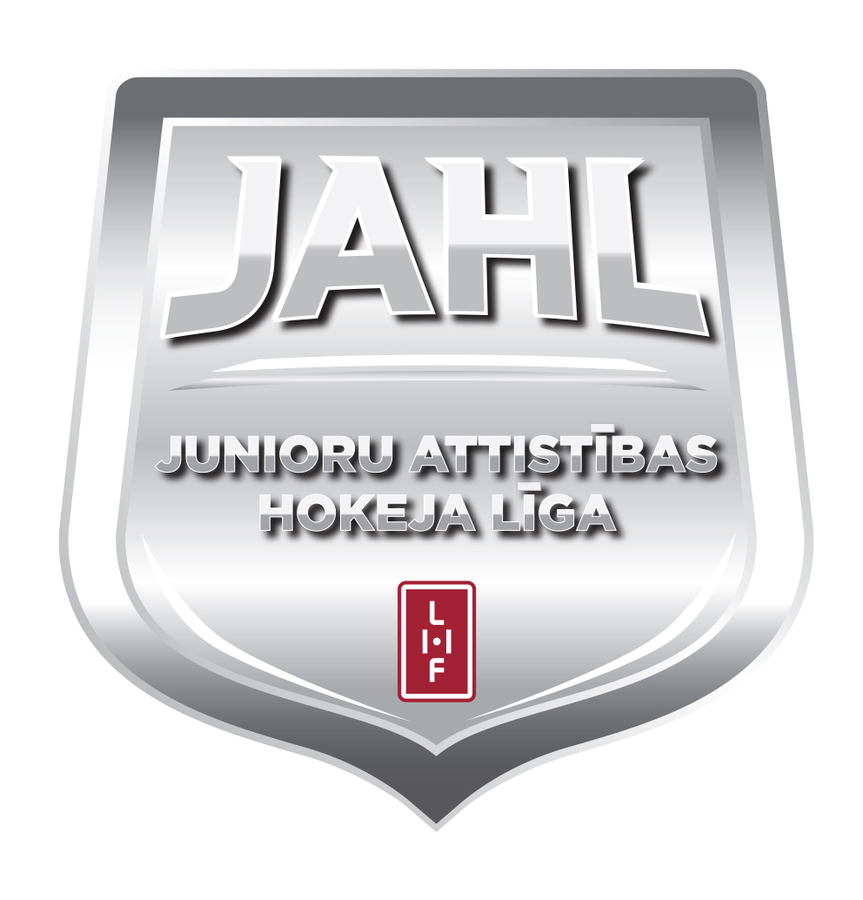 JAHL
JUNIORU ATTISTĪBAS
HOKEJA LĪGA
L
H
F